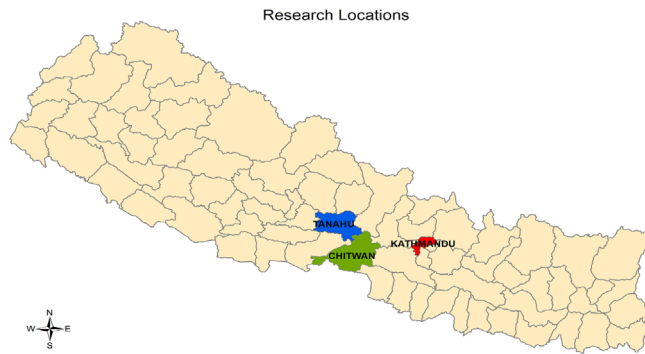 Research Locations
TANAHU
KATHMANDU
CHITWAN
N
W E
S